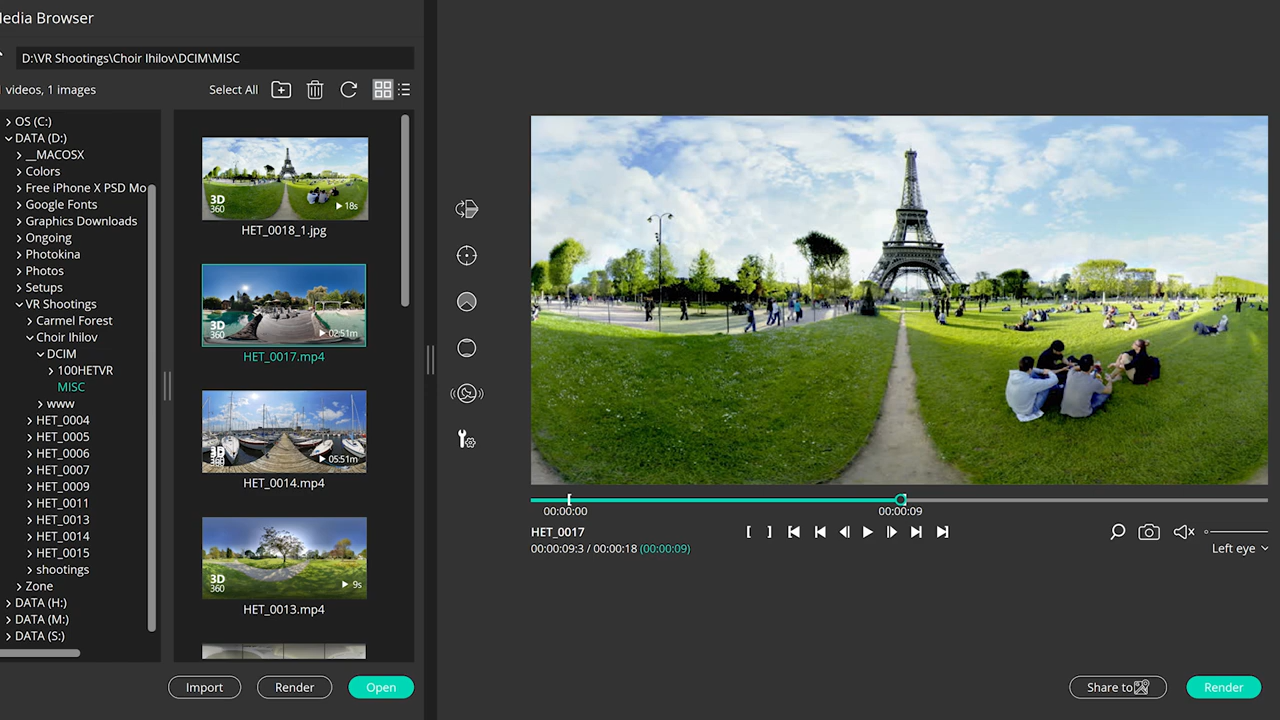 Media Browser
D:\VR Shootings\Choir Ihilov\DCIM\MISC
videos, 1 images
Select All
OS (C:)
DATA (D:)
__MACOSX
Colors
Free iPhone X PSD Mo
Google Fonts
Graphics Downloads
Ongoing
Photokina
Photos
Setups
VR Shootings
Carmel Forest
Choir Ihilov
DCIM
100HETVR
MISC
www
HET_0004
HET_0005
HET_0006
HET_0007
HET_0009
HET_0011
HET_0013
HET_0014
HET_0015
shootings
Zone
DATA (H:)
DATA (M:)
DATA (S:)
3D
360
18s
HET_0018_1.jpg
3D
360
02:51m
HET_0017.mp4
3D
360
05:51m
HET_0014.mp4
3D
360
9s
HET_0013.mp4
Import
Render
Open
00:00:00
00:00:09
HET_0017
00:00:09:3 / 00:00:18 (00:00:09)
Left eye
Share to
Render